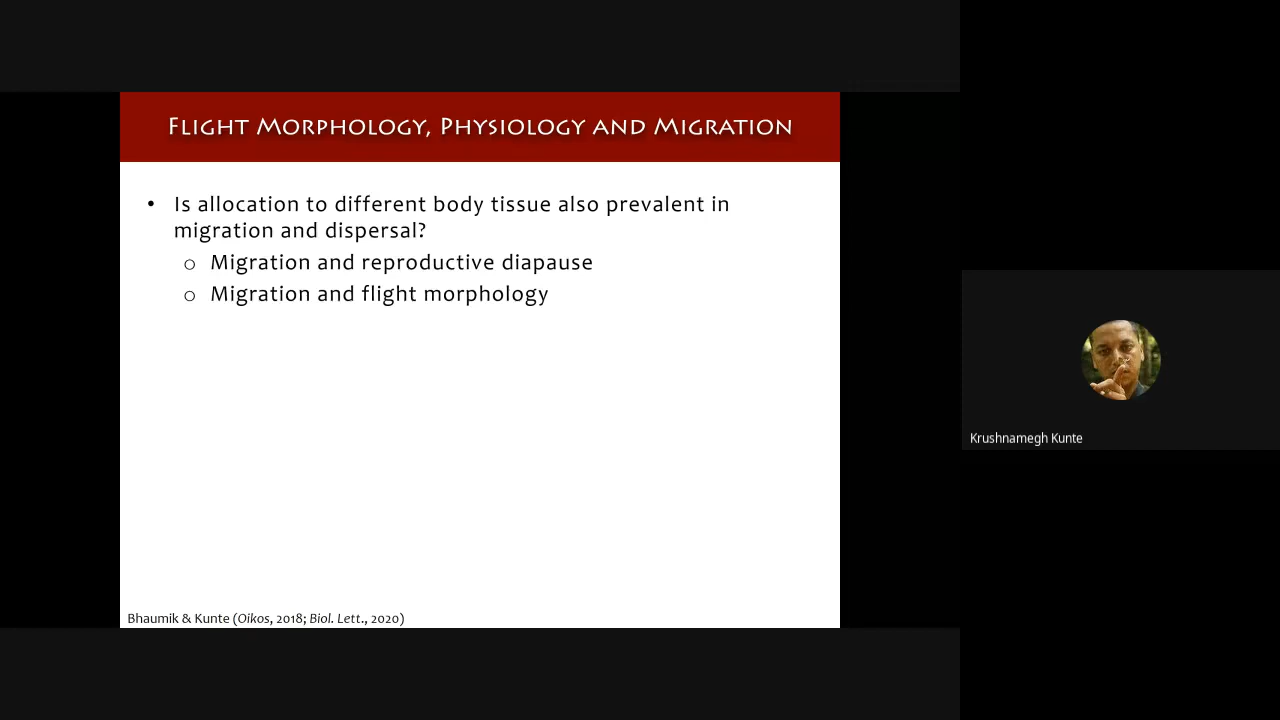 Flight Morphology, Physiology and Migration
• Is allocation to different body tissue also prevalent in
migration and dispersal?
o Migration and reproductive diapause
o Migration and flight morphology
Bhaumik & Kunte (Oikos, 2018; Biol. Lett., 2020)
Krushnamegh Kunte